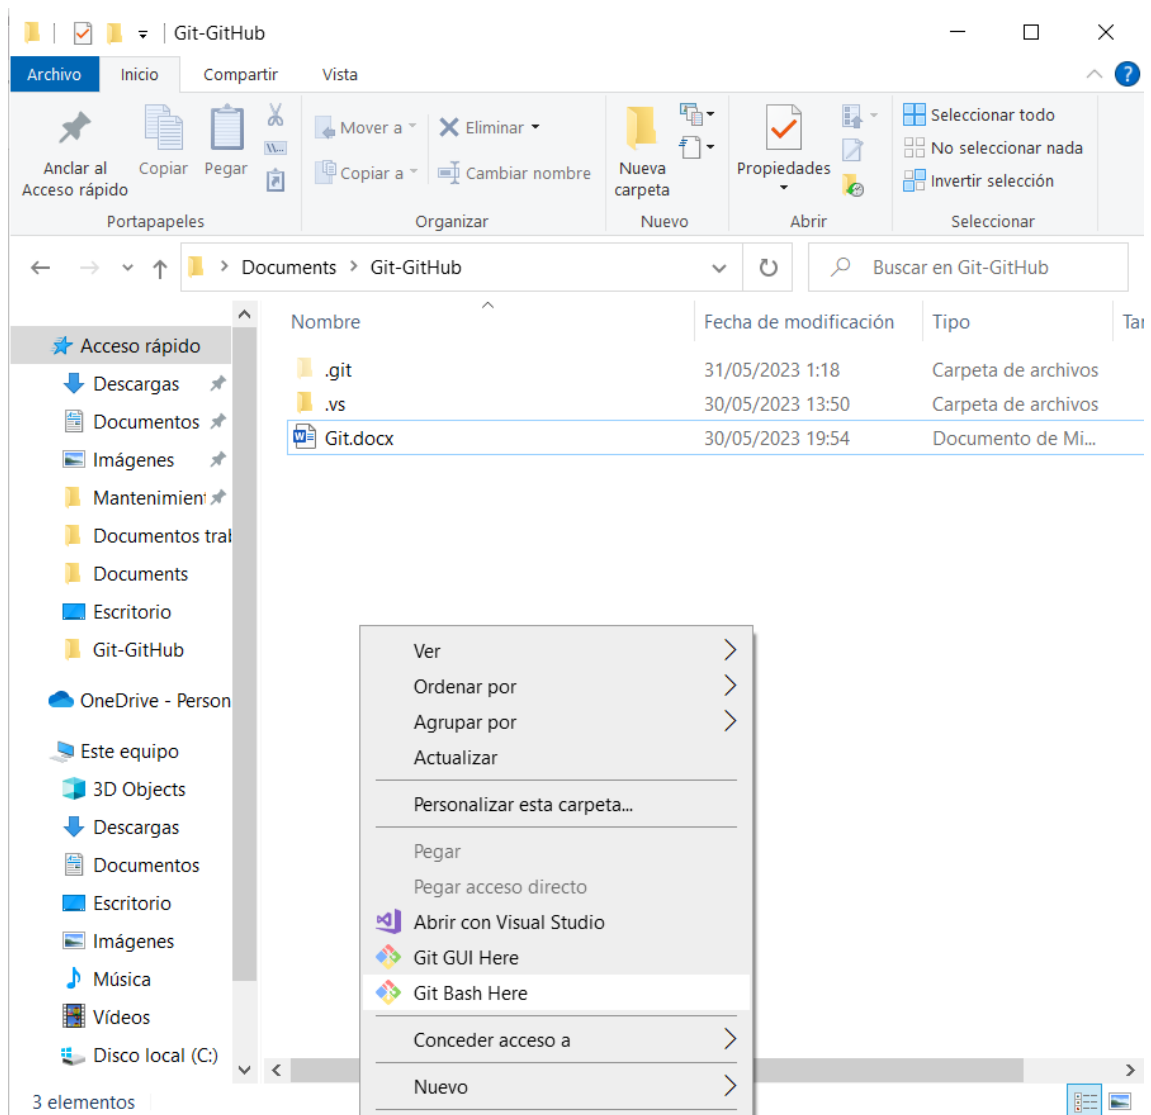 Git-GitHub
Archivo Inicio Compartir Vista
Anclar al
Acceso rápido
Copiar Pegar
Portapapeles
Mover a
Copiar a
Eliminar
Cambiar nombre
Organizar
Nueva
carpeta
Nuevo
Propiedades
Abrir
Seleccionar todo
No seleccionar nada
Invertir selección
Seleccionar
Documents > Git-GitHub
Buscar en Git-GitHub
Nombre Fecha de modificación Tipo Tar
.git 31/05/2023 1:18 Carpeta de archivos
.vs 30/05/2023 13:50 Carpeta de archivos
Git.docx 30/05/2023 19:54 Documento de Mi...
Acceso rápido
Descargas
Documentos
Imágenes
Mantenimient
Documentos tral
Documents
Escritorio
Git-GitHub
OneDrive - Person
Este equipo
3D Objects
Descargas
Documentos
Escritorio
Imágenes
Música
Vídeos
Disco local (C:)
Ver
Ordenar por
Agrupar por
Actualizar
Personalizar esta carpeta...
Pegar
Pegar acceso directo
Abrir con Visual Studio
Git GUI Here
Git Bash Here
Conceder acceso a
Nuevo
3 elementos